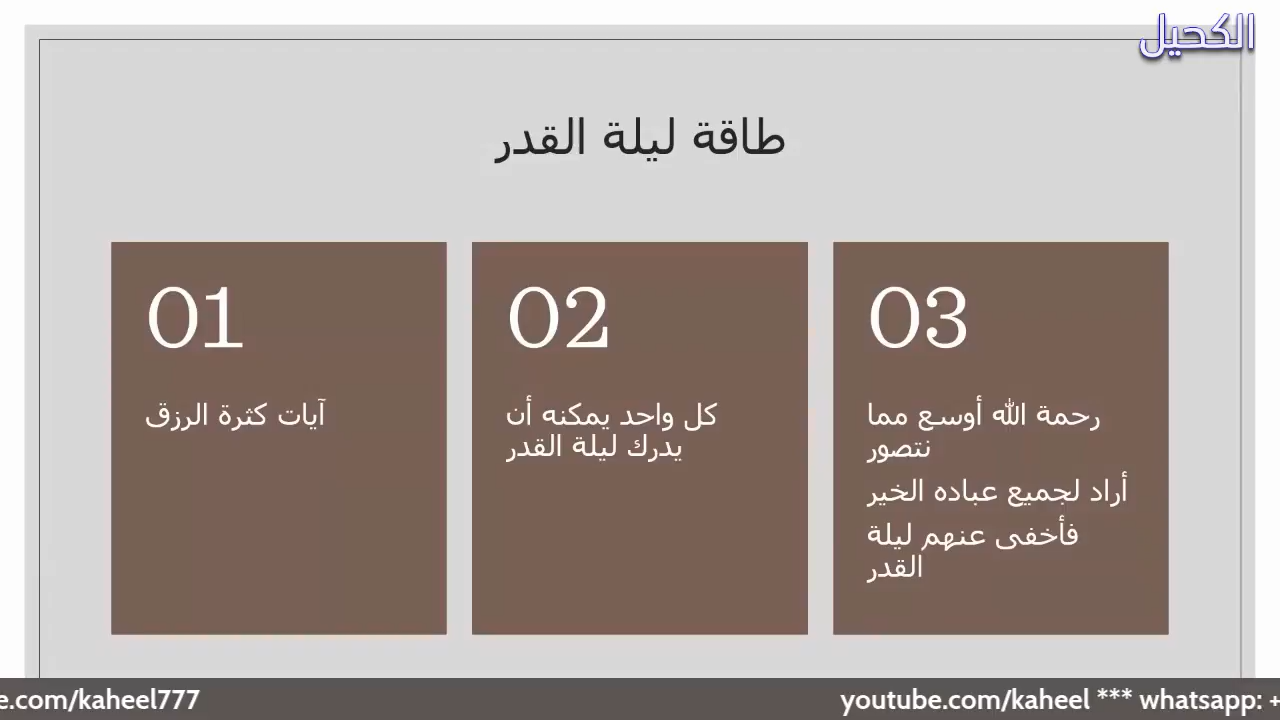 الكحيل
طاقة ليلة القدر
01
آيات كثرة الرزق
02
كل واحد يمكنه أن
يدرك ليلة القدر
03
رحمة الله أوسع مما
نتصور
أراد لجميع عباده الخير
فأخفى عنهم ليلة
القدر
e.com/kaheel777
youtube.com/kaheel *** whatsapp: +